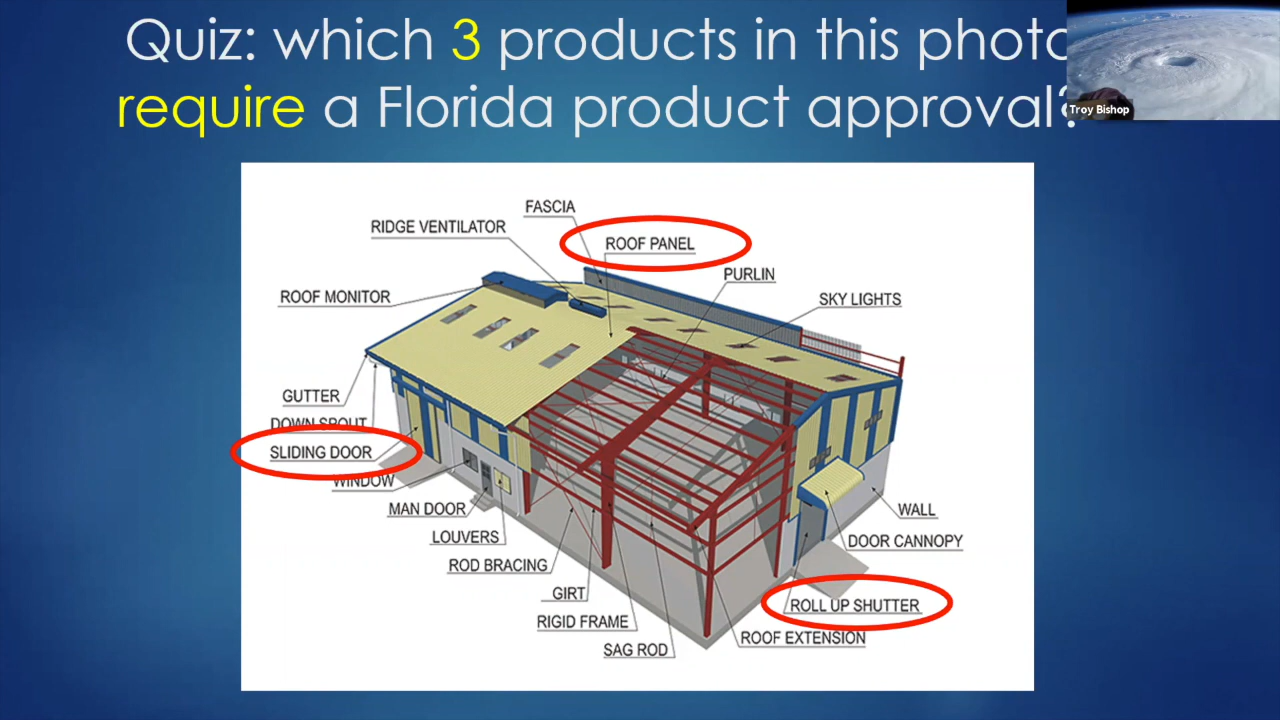 Quiz: which 3 products in this photo
require a Florida product approval?
Troy Bishop
FASCIA
RIDGE VENTILATOR
ROOF PANEL
PURLIN
ROOF MONITOR
SKY LIGHTS
GUTTER
DOWN SPOUT
SLIDING DOOR
WINDOW
MAN DOOR
WALL
LOUVERS
DOOR CANNOPY
ROD BRACING
GIRT
ROLL UP SHUTTER
RIGID FRAME
ROOF EXTENSION
SAG ROD